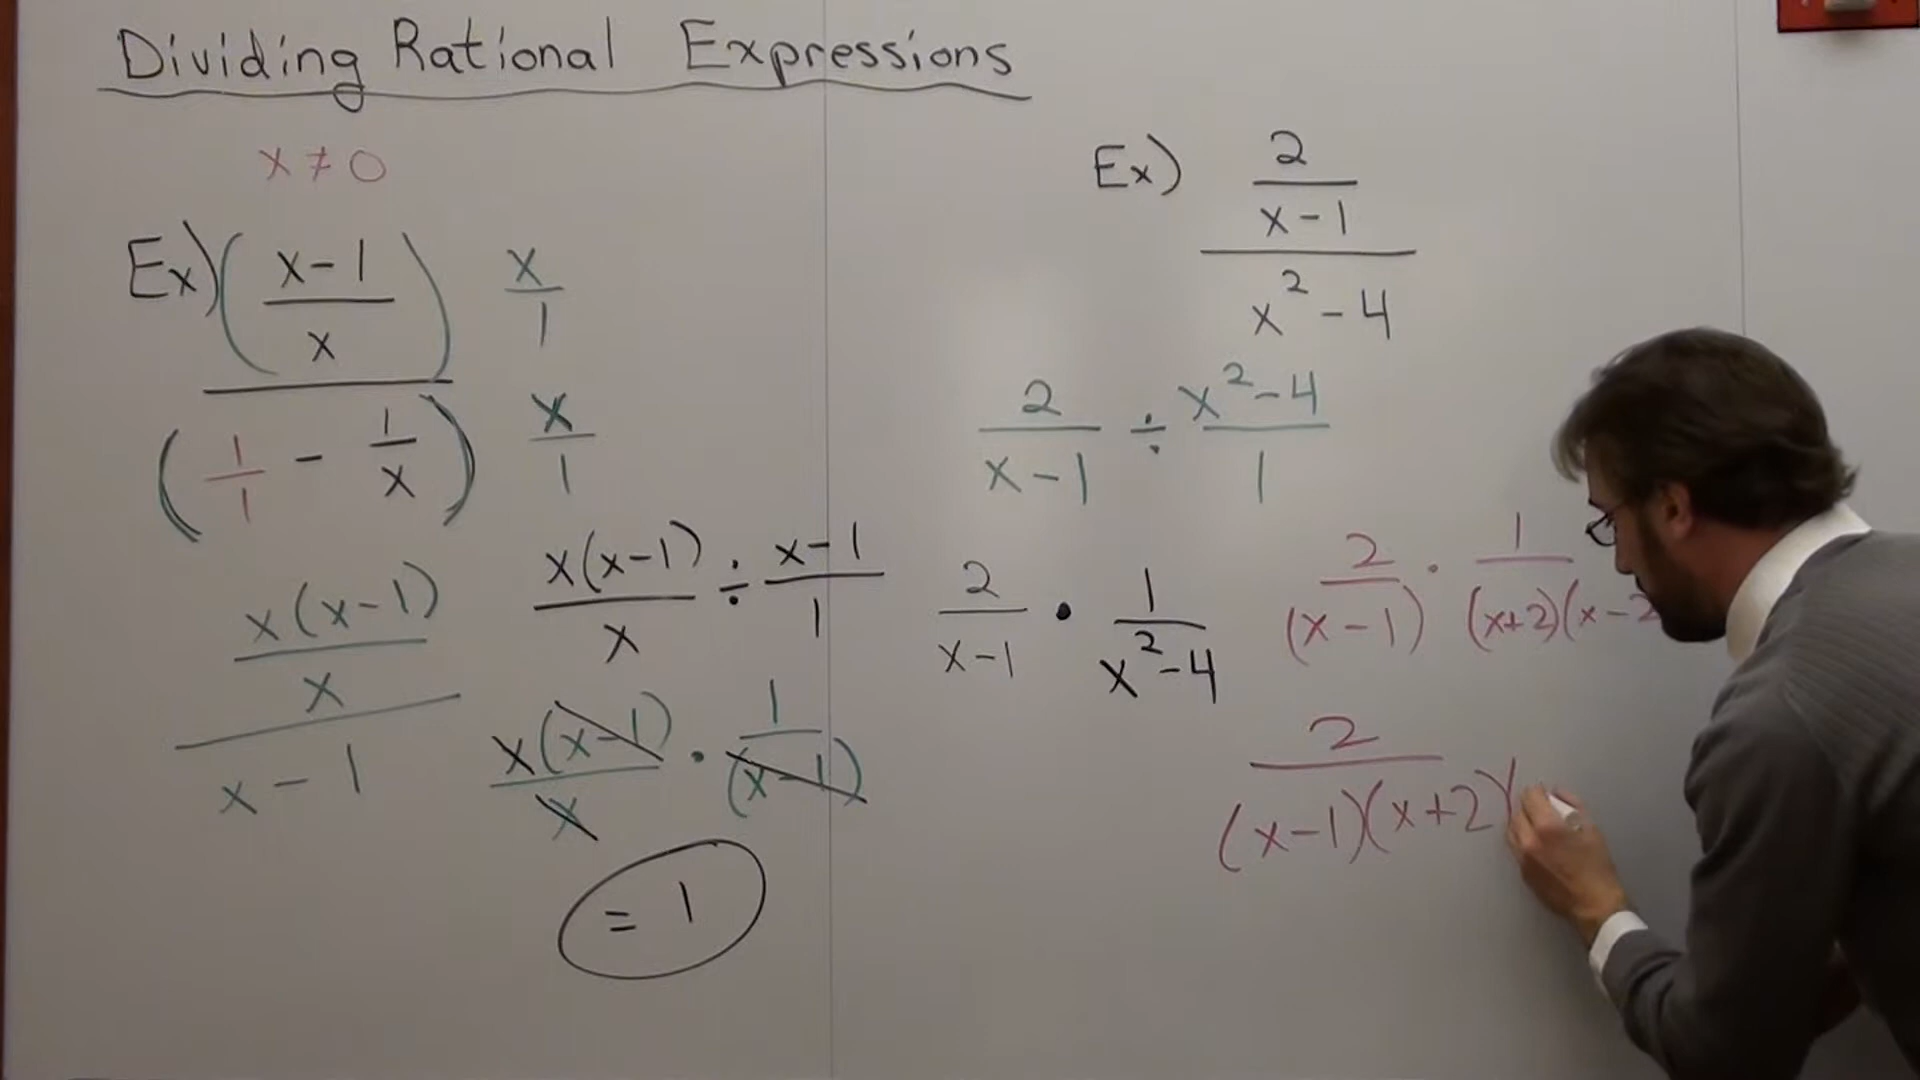 Dividing Rational Expressions
x ≠ 0
Ex) (x-1 / x) x/1
(1/1 - 1/x) x/1
x(x-1) / x
x-1
x(x-1)/x ÷ x-1/1
x(x-1)/x · 1/(x-1)
= 1
Ex) 2 / x-1
x² - 4
2/x-1 ÷ x²-4/1
2/x-1 · 1/x²-4
2/(x-1) · 1/(x+2)(x-2
2/(x-1)(x+2)(